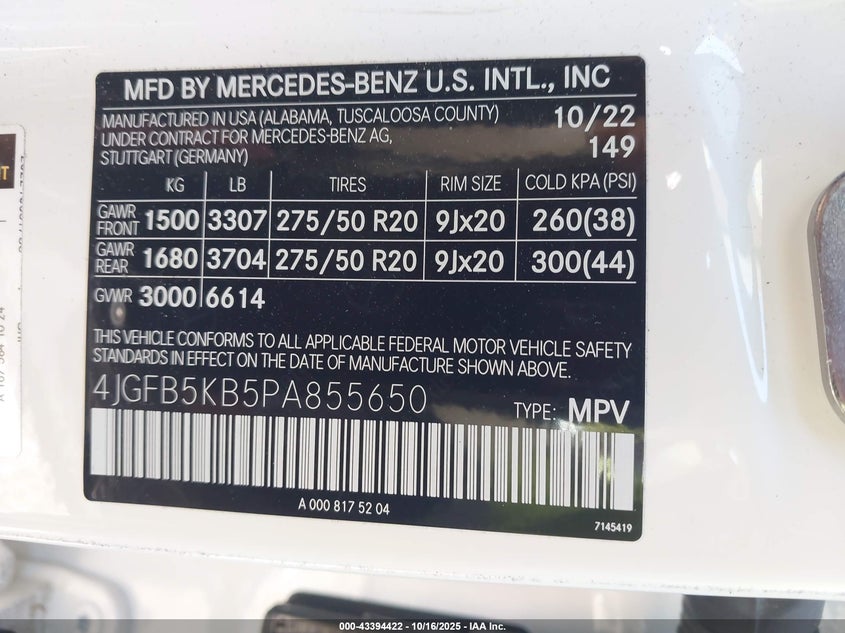 MFD BY MERCEDES-BENZ U.S. INTL., INC
MANUFACTURED IN USA (ALABAMA, TUSCALOOSA COUNTY) 10/22
UNDER CONTRACT FOR MERCEDES-BENZ AG, 149
STUTTGART (GERMANY)
KG LB TIRES RIM SIZE COLD KPA(PSI)
GAWR FRONT 1500 3307 275/50 R20 9Jx20 260(38)
GAWR REAR 1680 3704 275/50 R20 9Jx20 300(44)
GVWR 3000 6614
THIS VEHICLE CONFORMS TO ALL APPLICABLE FEDERAL MOTOR VEHICLE SAFETY
STANDARDS IN EFFECT ON THE DATE OF MANUFACTURE SHOWN ABOVE.
4JGFB5KB5PA855650 TYPE: MPV
A 000 817 52 04
7145419
000-43394422 - 10/16/2025 - IAA Inc.